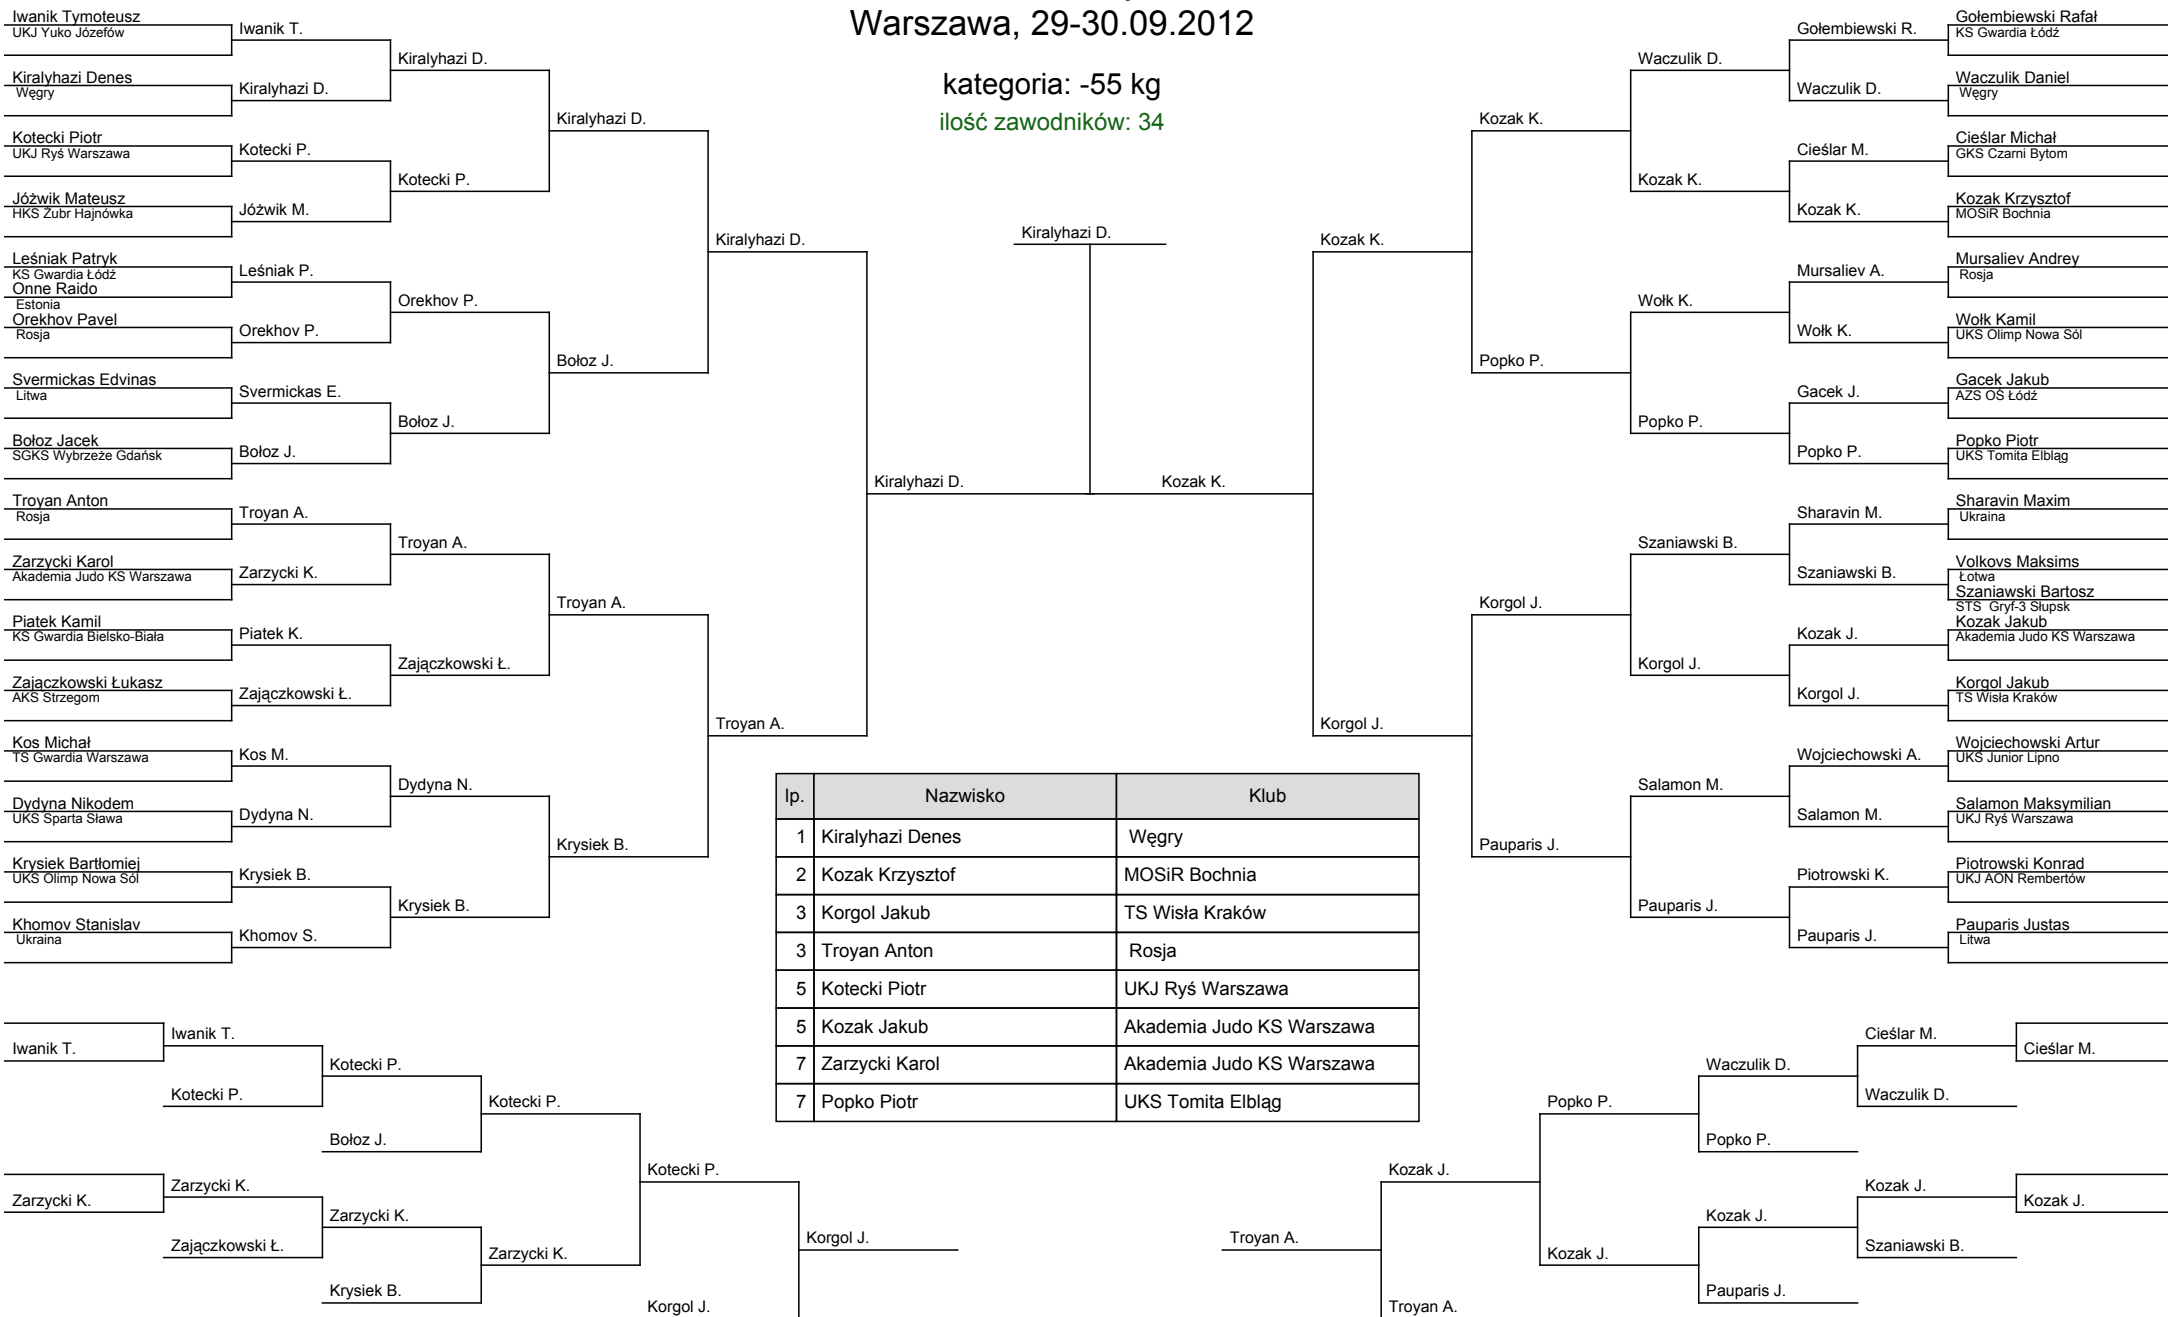 Warszawa, 29-30.09.2012
kategoria: -55 kg
ilość zawodników: 34
Iwanik Tymoteusz
UKJ Yuko Józefów
Kiralyhazi Denes
Węgry
Kotecki Piotr
UKJ Ryś Warszawa
Jóżwik Mateusz
HKS Żubr Hajnówka
Leśniak Patryk
KS Gwardia Łódź
Onne Raido
Estonia
Orekhov Pavel
Rosja
Svermickas Edvinas
Litwa
Bołoz Jacek
SGKS Wybrzeże Gdańsk
Troyan Anton
Rosja
Zarzycki Karol
Akademia Judo KS Warszawa
Piatek Kamil
KS Gwardia Bielsko-Biała
Zajączkowski Łukasz
AKS Strzegom
Kos Michał
TS Gwardia Warszawa
Dydyna Nikodem
UKS Sparta Sława
Krysiek Bartłomiej
UKS Olimp Nowa Sól
Khomov Stanislav
Ukraina
Iwanik T.
Kiralyhazi D.
Kotecki P.
Jóżwik M.
Leśniak P.
Orekhov P.
Svermickas E.
Bołoz J.
Troyan A.
Zarzycki K.
Piatek K.
Zajączkowski Ł.
Kos M.
Dydyna N.
Krysiek B.
Khomov S.
Kiralyhazi D.
Kotecki P.
Orekhov P.
Bołoz J.
Troyan A.
Zajączkowski Ł.
Dydyna N.
Krysiek B.
Kiralyhazi D.
Bołoz J.
Troyan A.
Krysiek B.
Kiralyhazi D.
Troyan A.
Kiralyhazi D.
Kiralyhazi D.
Kozak K.
Kozak K.
Korgol J.
Kozak K.
Popko P.
Korgol J.
Pauparis J.
Waczulik D.
Kozak K.
Wołk K.
Popko P.
Szaniawski B.
Korgol J.
Salamon M.
Pauparis J.
Gołembiewski R.
Waczulik D.
Cieślar M.
Kozak K.
Mursaliev A.
Wołk K.
Gacek J.
Popko P.
Sharavin M.
Szaniawski B.
Kozak J.
Korgol J.
Wojciechowski A.
Salamon M.
Piotrowski K.
Pauparis J.
Gołembiewski Rafał
KS Gwardia Łódź
Waczulik Daniel
Węgry
Cieślar Michał
GKS Czarni Bytom
Kozak Krzysztof
MOSiR Bochnia
Mursaliev Andrey
Rosja
Wołk Kamil
UKS Olimp Nowa Sól
Gacek Jakub
AZS OŚ Łódź
Popko Piotr
UKS Tomita Elbląg
Sharavin Maxim
Ukraina
Volkovs Maksims
Łotwa
Szaniawski Bartosz
STS Gryf-3 Słupsk
Kozak Jakub
Akademia Judo KS Warszawa
Korgol Jakub
TS Wisła Kraków
Wojciechowski Artur
UKS Junior Lipno
Salamon Maksymilian
UKJ Ryś Warszawa
Piotrowski Konrad
UKJ AON Rembertów
Pauparis Justas
Litwa
lp. Nazwisko Klub
1 Kiralyhazi Denes Węgry
2 Kozak Krzysztof MOSiR Bochnia
3 Korgol Jakub TS Wisła Kraków
3 Troyan Anton Rosja
5 Kotecki Piotr UKJ Ryś Warszawa
5 Kozak Jakub Akademia Judo KS Warszawa
7 Zarzycki Karol Akademia Judo KS Warszawa
7 Popko Piotr UKS Tomita Elbląg
Iwanik T.
Zarzycki K.
Iwanik T.
Kotecki P.
Zarzycki K.
Zajączkowski Ł.
Kotecki P.
Bołoz J.
Zarzycki K.
Krysiek B.
Kotecki P.
Zarzycki K.
Kotecki P.
Korgol J.
Korgol J.
Troyan A.
Kozak J.
Troyan A.
Popko P.
Kozak J.
Waczulik D.
Popko P.
Kozak J.
Pauparis J.
Cieślar M.
Waczulik D.
Kozak J.
Szaniawski B.
Cieślar M.
Kozak J.